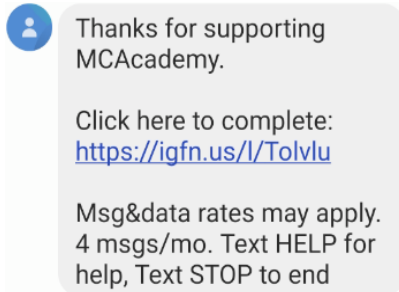 Thanks for supporting
MCAcademy.
Click here to complete:
https://igfn.us/l/Tolvlu
Msg&data rates may apply.
4 msgs/mo. Text HELP for
help, Text STOP to end